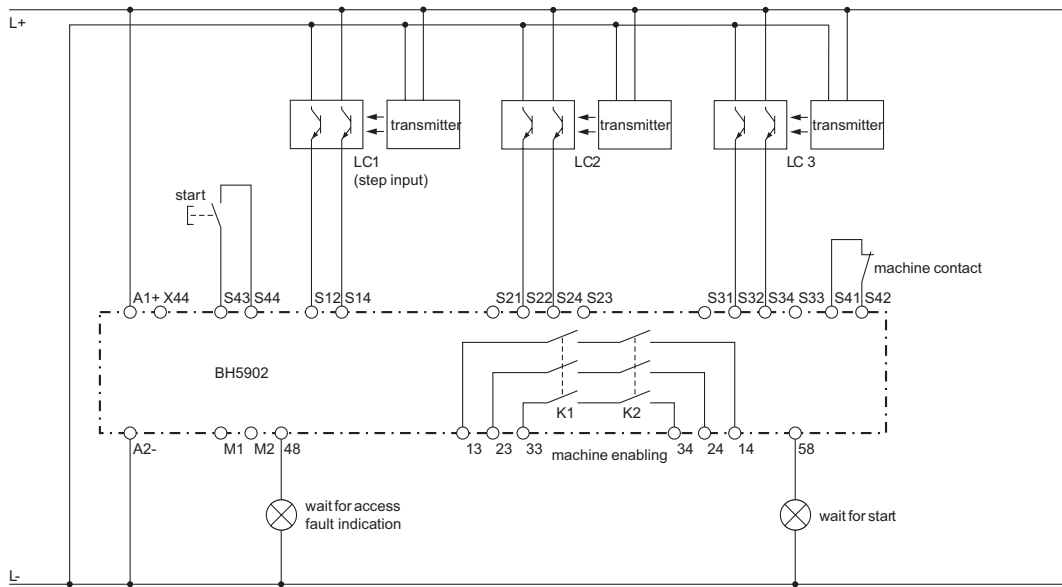 L+
transmitter
transmitter
transmitter
LC1
(step input)
LC2
LC 3
start
machine contact
A1+ X44 S43 S44 S12 S14 S21 S22 S24 S23 S31 S32 S34 S33 S41 S42
BH5902
K1 K2
A2- M1 M2 48 13 23 33 machine enabling 34 24 14 58
wait for access
fault indication
wait for start
L-